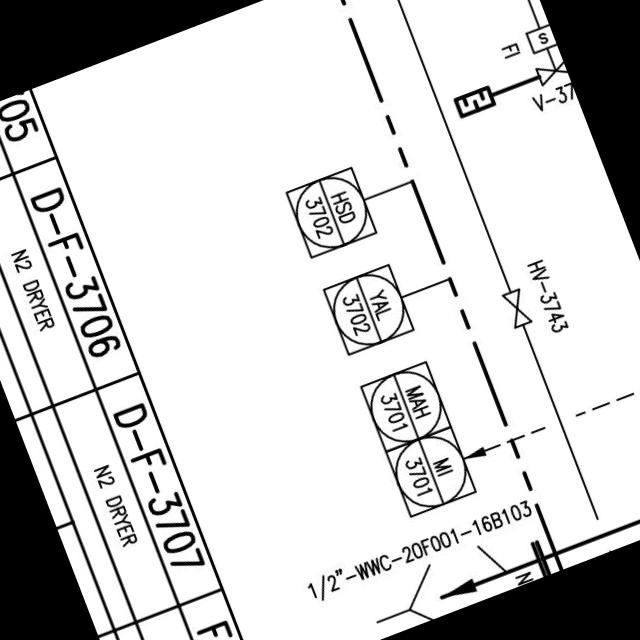 05
D-F-3706
N2 DRYER
D-F-3707
N2 DRYER
F
HSD
3702
YAL
3702
MAH
3701
MI
3701
1/2"-WWC-20F001-16B103
N
HV-3743
FI
S
V-37